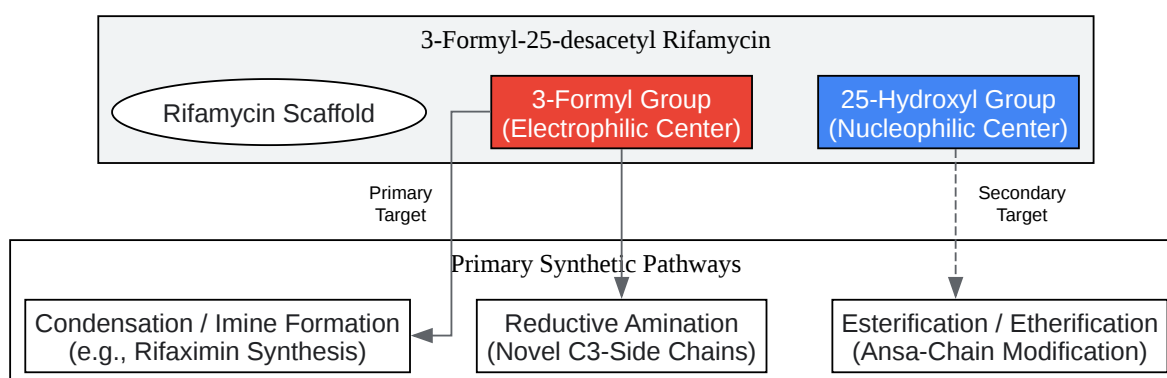 3-Formyl-25-desacetyl Rifamycin
Rifamycin Scaffold
3-Formyl Group
(Electrophilic Center)
25-Hydroxyl Group
(Nucleophilic Center)
Primary
Target
Secondary
Target
Primary Synthetic Pathways
Condensation / Imine Formation
(e.g., Rifaximin Synthesis)
Reductive Amination
(Novel C3-Side Chains)
Esterification / Etherification
(Ansa-Chain Modification)